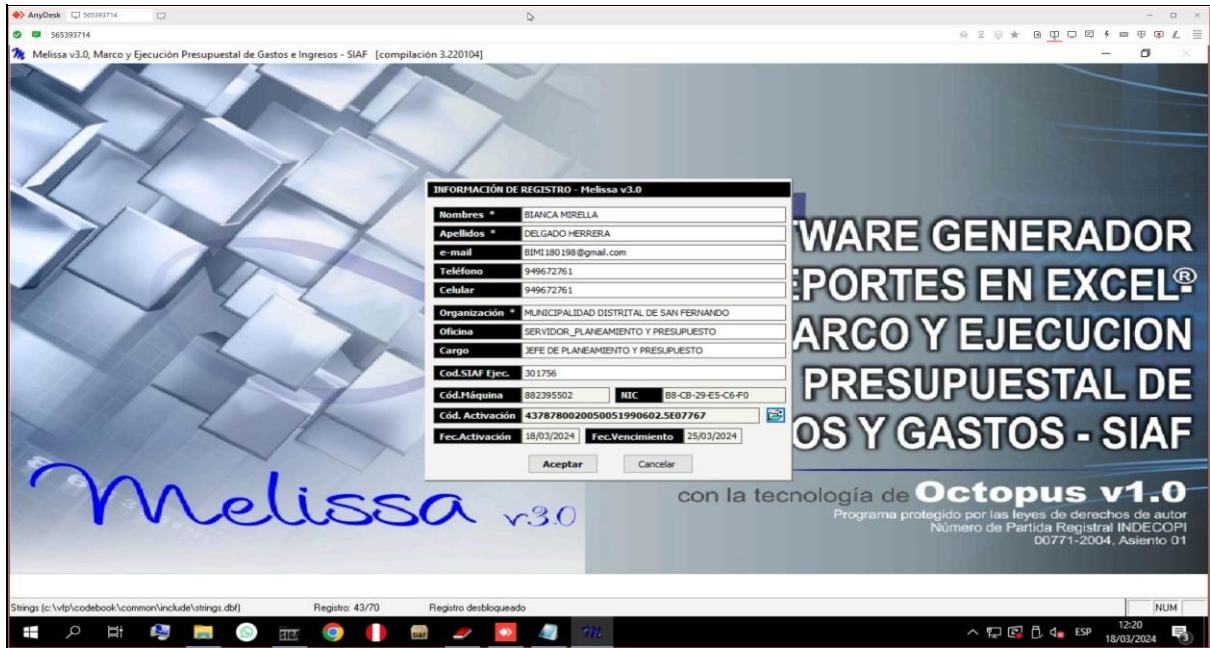 AnyDesk 565393714
565393714
Melissa v3.0, Marco y Ejecución Presupuestal de Gastos e Ingresos - SIAF [compilación 3.220104]
INFORMACIÓN DE REGISTRO - Melissa v3.0
Nombres * BIANCA MIRELLA
Apellidos * DELGADO HERRERA
e-mail BIMI180198@gmail.com
Teléfono 949672761
Celular 949672761
Organización * MUNICIPALIDAD DISTRITAL DE SAN FERNANDO
Oficina SERVIDOR_PLANEAMIENTO Y PRESUPUESTO
Cargo JEFE DE PLANEAMIENTO Y PRESUPUESTO
Cod.SIAF Ejec. 301756
Cód.Máquina 882395502 NIC B8-CB-29-E5-C6-F0
Cód. Activación 4378780020050051990602.5E07767
Fec.Activación 18/03/2024 Fec.Vencimiento 25/03/2024
Aceptar Cancelar
WARE GENERADOR
EPORTES EN EXCEL®
ARCO Y EJECUCION
PRESUPUESTAL DE
OS Y GASTOS - SIAF
Melissa v3.0
con la tecnología de Octopus v1.0
Programa protegido por las leyes de derechos de autor
Número de Partida Registral INDECOPI
00771-2004, Asiento 01
Strings (c:\vfp\codebook\common\include\strings.dbf) Registro: 43/70 Registro desbloqueado NUM
SIGA SIAF ESP 12:20
18/03/2024 3